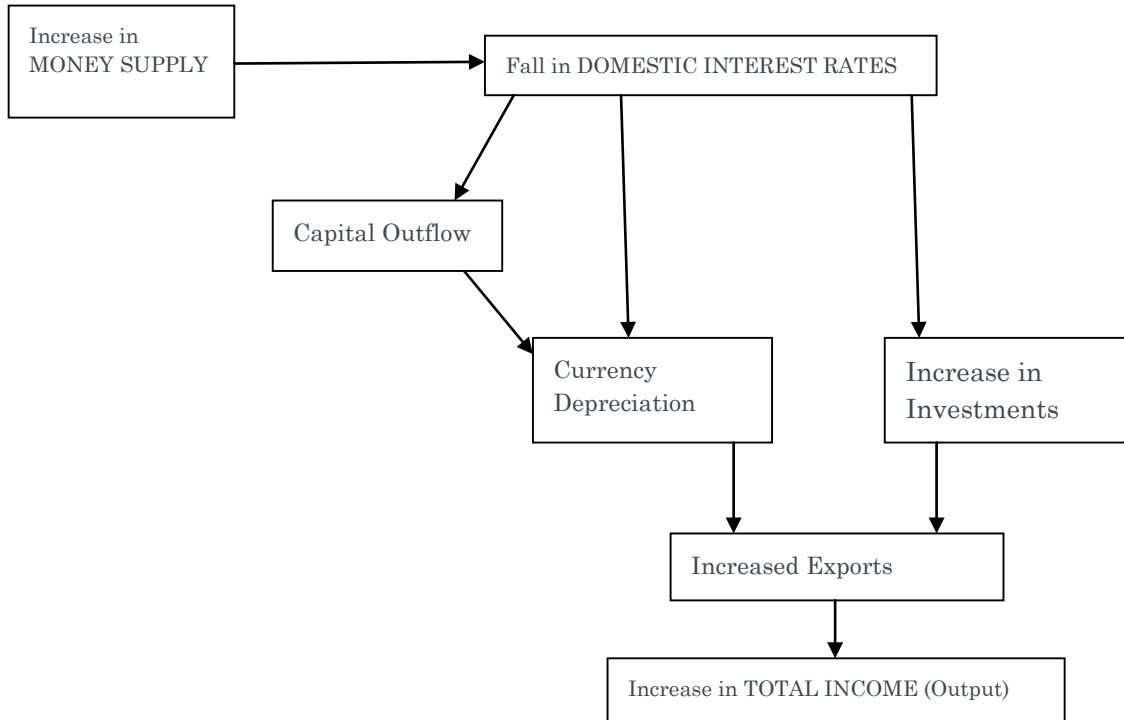 Increase in
MONEY SUPPLY
Fall in DOMESTIC INTEREST RATES
Capital Outflow
Currency
Depreciation
Increase in
Investments
Increased Exports
Increase in TOTAL INCOME (Output)